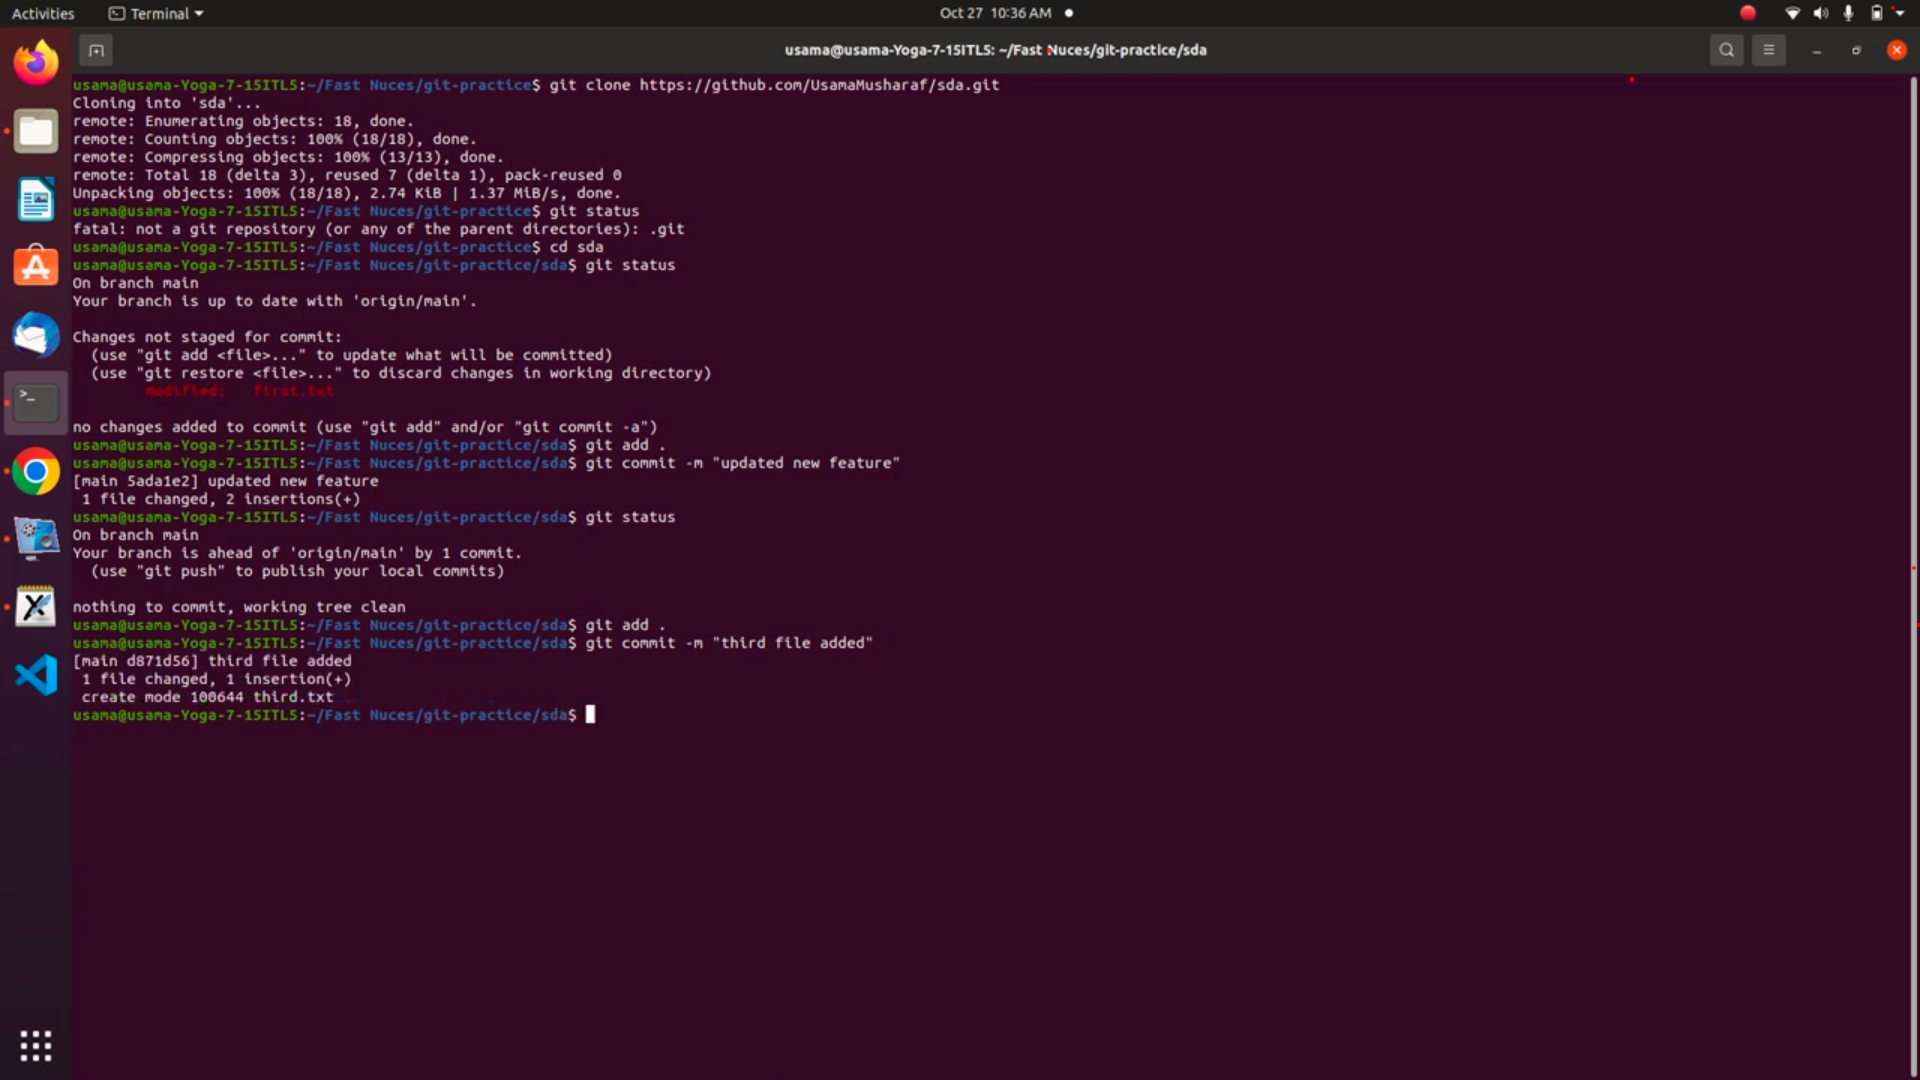 Activities Terminal Oct 27 10:36 AM
usama@usama-Yoga-7-15ITL5: ~/Fast Nuces/git-practice/sda
usama@usama-Yoga-7-15ITL5:~/Fast Nuces/git-practice$ git clone https://github.com/UsamaMusharaf/sda.git
Cloning into 'sda'...
remote: Enumerating objects: 18, done.
remote: Counting objects: 100% (18/18), done.
remote: Compressing objects: 100% (13/13), done.
remote: Total 18 (delta 3), reused 7 (delta 1), pack-reused 0
Unpacking objects: 100% (18/18), 2.74 KiB | 1.37 MiB/s, done.
usama@usama-Yoga-7-15ITL5:~/Fast Nuces/git-practice$ git status
fatal: not a git repository (or any of the parent directories): .git
usama@usama-Yoga-7-15ITL5:~/Fast Nuces/git-practice$ cd sda
usama@usama-Yoga-7-15ITL5:~/Fast Nuces/git-practice/sda$ git status
On branch main
Your branch is up to date with 'origin/main'.
Changes not staged for commit:
(use "git add <file>..." to update what will be committed)
(use "git restore <file>..." to discard changes in working directory)
modified: first.txt
no changes added to commit (use "git add" and/or "git commit -a")
usama@usama-Yoga-7-15ITL5:~/Fast Nuces/git-practice/sda$ git add .
usama@usama-Yoga-7-15ITL5:~/Fast Nuces/git-practice/sda$ git commit -m "updated new feature"
[main 5ada1e2] updated new feature
1 file changed, 2 insertions(+)
usama@usama-Yoga-7-15ITL5:~/Fast Nuces/git-practice/sda$ git status
On branch main
Your branch is ahead of 'origin/main' by 1 commit.
(use "git push" to publish your local commits)
nothing to commit, working tree clean
usama@usama-Yoga-7-15ITL5:~/Fast Nuces/git-practice/sda$ git add .
usama@usama-Yoga-7-15ITL5:~/Fast Nuces/git-practice/sda$ git commit -m "third file added"
[main d871d56] third file added
1 file changed, 1 insertion(+)
create mode 100644 third.txt
usama@usama-Yoga-7-15ITL5:~/Fast Nuces/git-practice/sda$